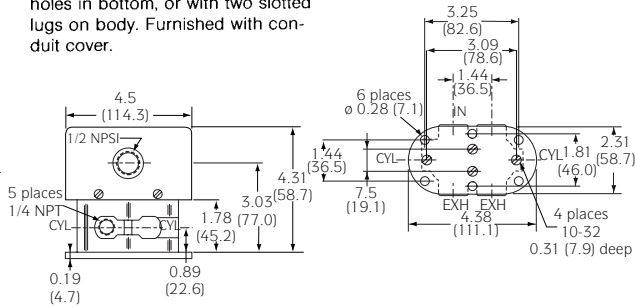 holes in bottom, or with two slotted
lugs on body. Furnished with con-
duit cover.
4.5
(114.3)
1/2 NPSI
4.31
(58.7)
3.03
(77.0)
5 places
1/4 NPT
CYL
CYL
1.78
(45.2)
0.19
(4.7)
0.89
(22.6)
3.25
(82.6)
3.09
(78.6)
1.44
(36.5)
6 places
ø 0.28 (7.1)
IN
1.44
(36.5)
CYL
CYL
1.81
(46.0)
2.31
(58.7)
7.5
(19.1)
EXH EXH
4.38
(111.1)
4 places
10-32
0.31 (7.9) deep